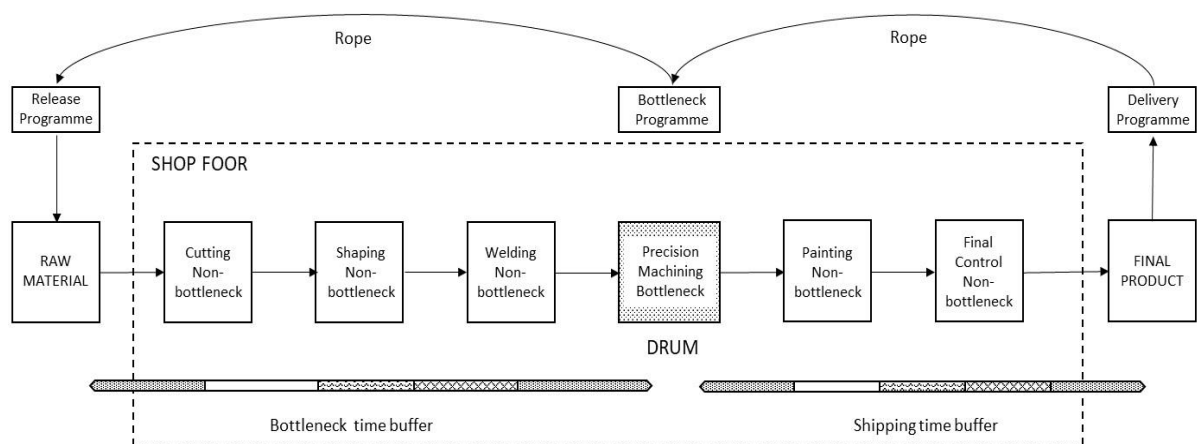 Rope
Rope
Release
Programme
Bottleneck
Programme
Delivery
Programme
SHOP FOOR
RAW
MATERIAL
Cutting
Non-
bottleneck
Shaping
Non-
bottleneck
Welding
Non-
bottleneck
Precision
Machining
Bottleneck
Painting
Non-
bottleneck
Final
Control
Non-
bottleneck
FINAL
PRODUCT
DRUM
Bottleneck time buffer
Shipping time buffer